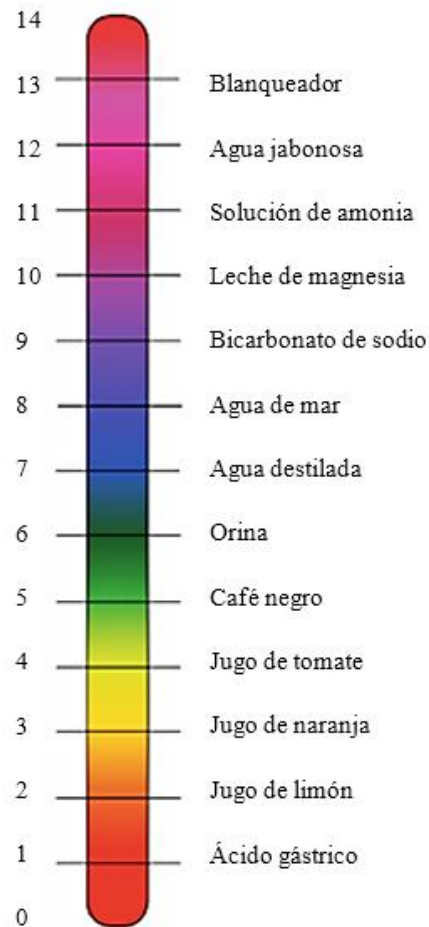 14
13 Blanqueador
12 Agua jabonosa
11 Solución de amonia
10 Leche de magnesia
9 Bicarbonato de sodio
8 Agua de mar
7 Agua destilada
6 Orina
5 Café negro
4 Jugo de tomate
3 Jugo de naranja
2 Jugo de limón
1 Ácido gástrico
0